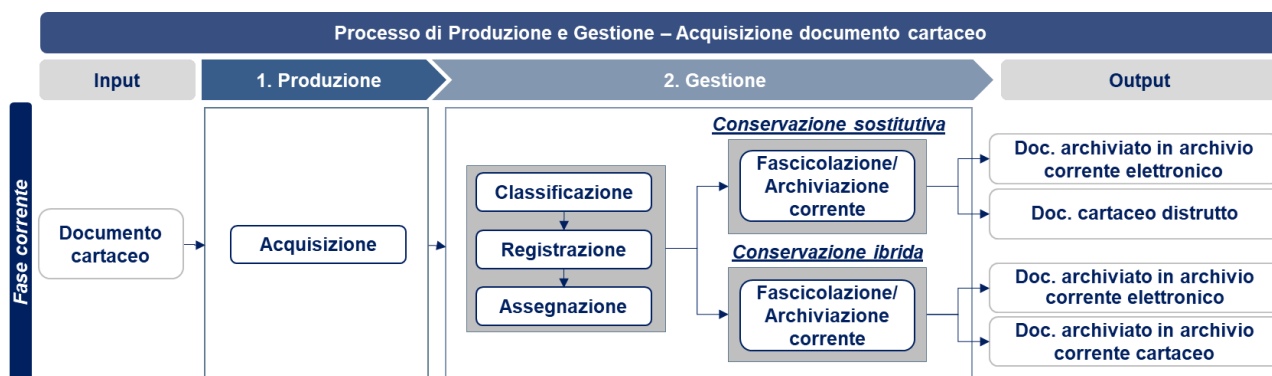 Processo di Produzione e Gestione – Acquisizione documento cartaceo
Input
1. Produzione
2. Gestione
Output
Fase corrente
Documento
cartaceo
Acquisizione
Classificazione
Registrazione
Assegnazione
Conservazione sostitutiva
Fascicolazione/
Archiviazione
corrente
Conservazione ibrida
Fascicolazione/
Archiviazione
corrente
Doc. archiviato in archivio
corrente elettronico
Doc. cartaceo distrutto
Doc. archiviato in archivio
corrente elettronico
Doc. archiviato in archivio
corrente cartaceo